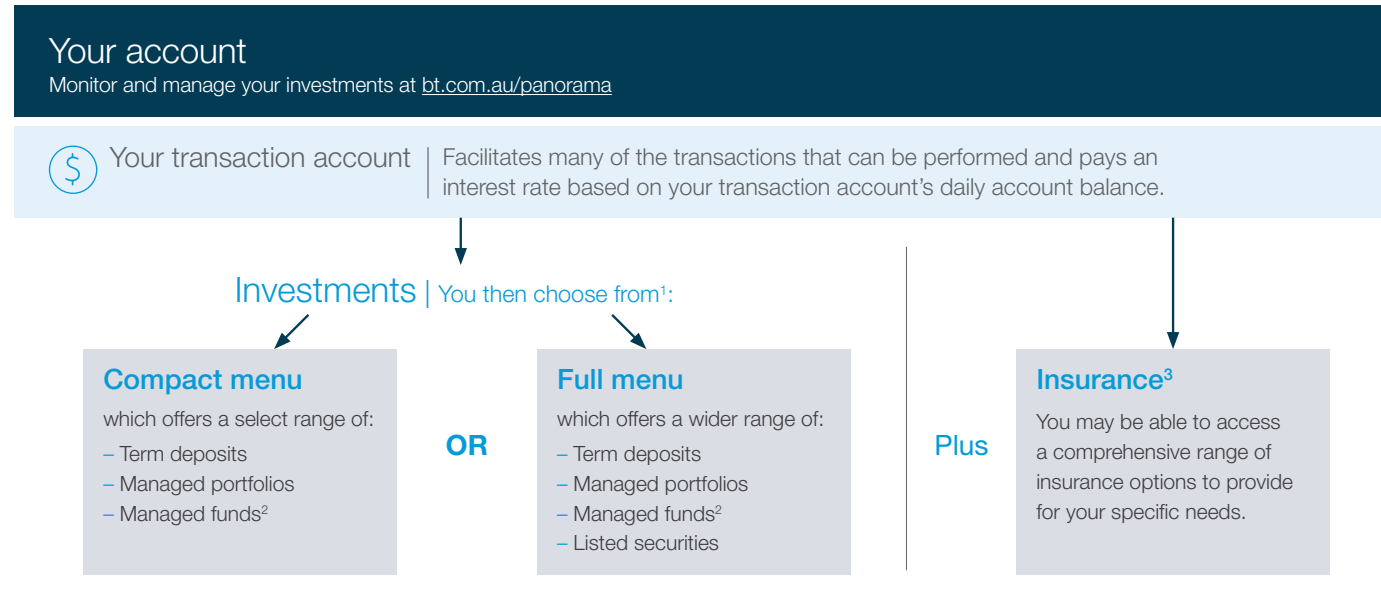 Your account
Monitor and manage your investments at bt.com.au/panorama
$
Your transaction account
Facilitates many of the transactions that can be performed and pays an
interest rate based on your transaction account’s daily account balance.
Investments | You then choose from¹:
Compact menu
which offers a select range of:
– Term deposits
– Managed portfolios
– Managed funds²
OR
Full menu
which offers a wider range of:
– Term deposits
– Managed portfolios
– Managed funds²
– Listed securities
Plus
Insurance³
You may be able to access
a comprehensive range of
insurance options to provide
for your specific needs.